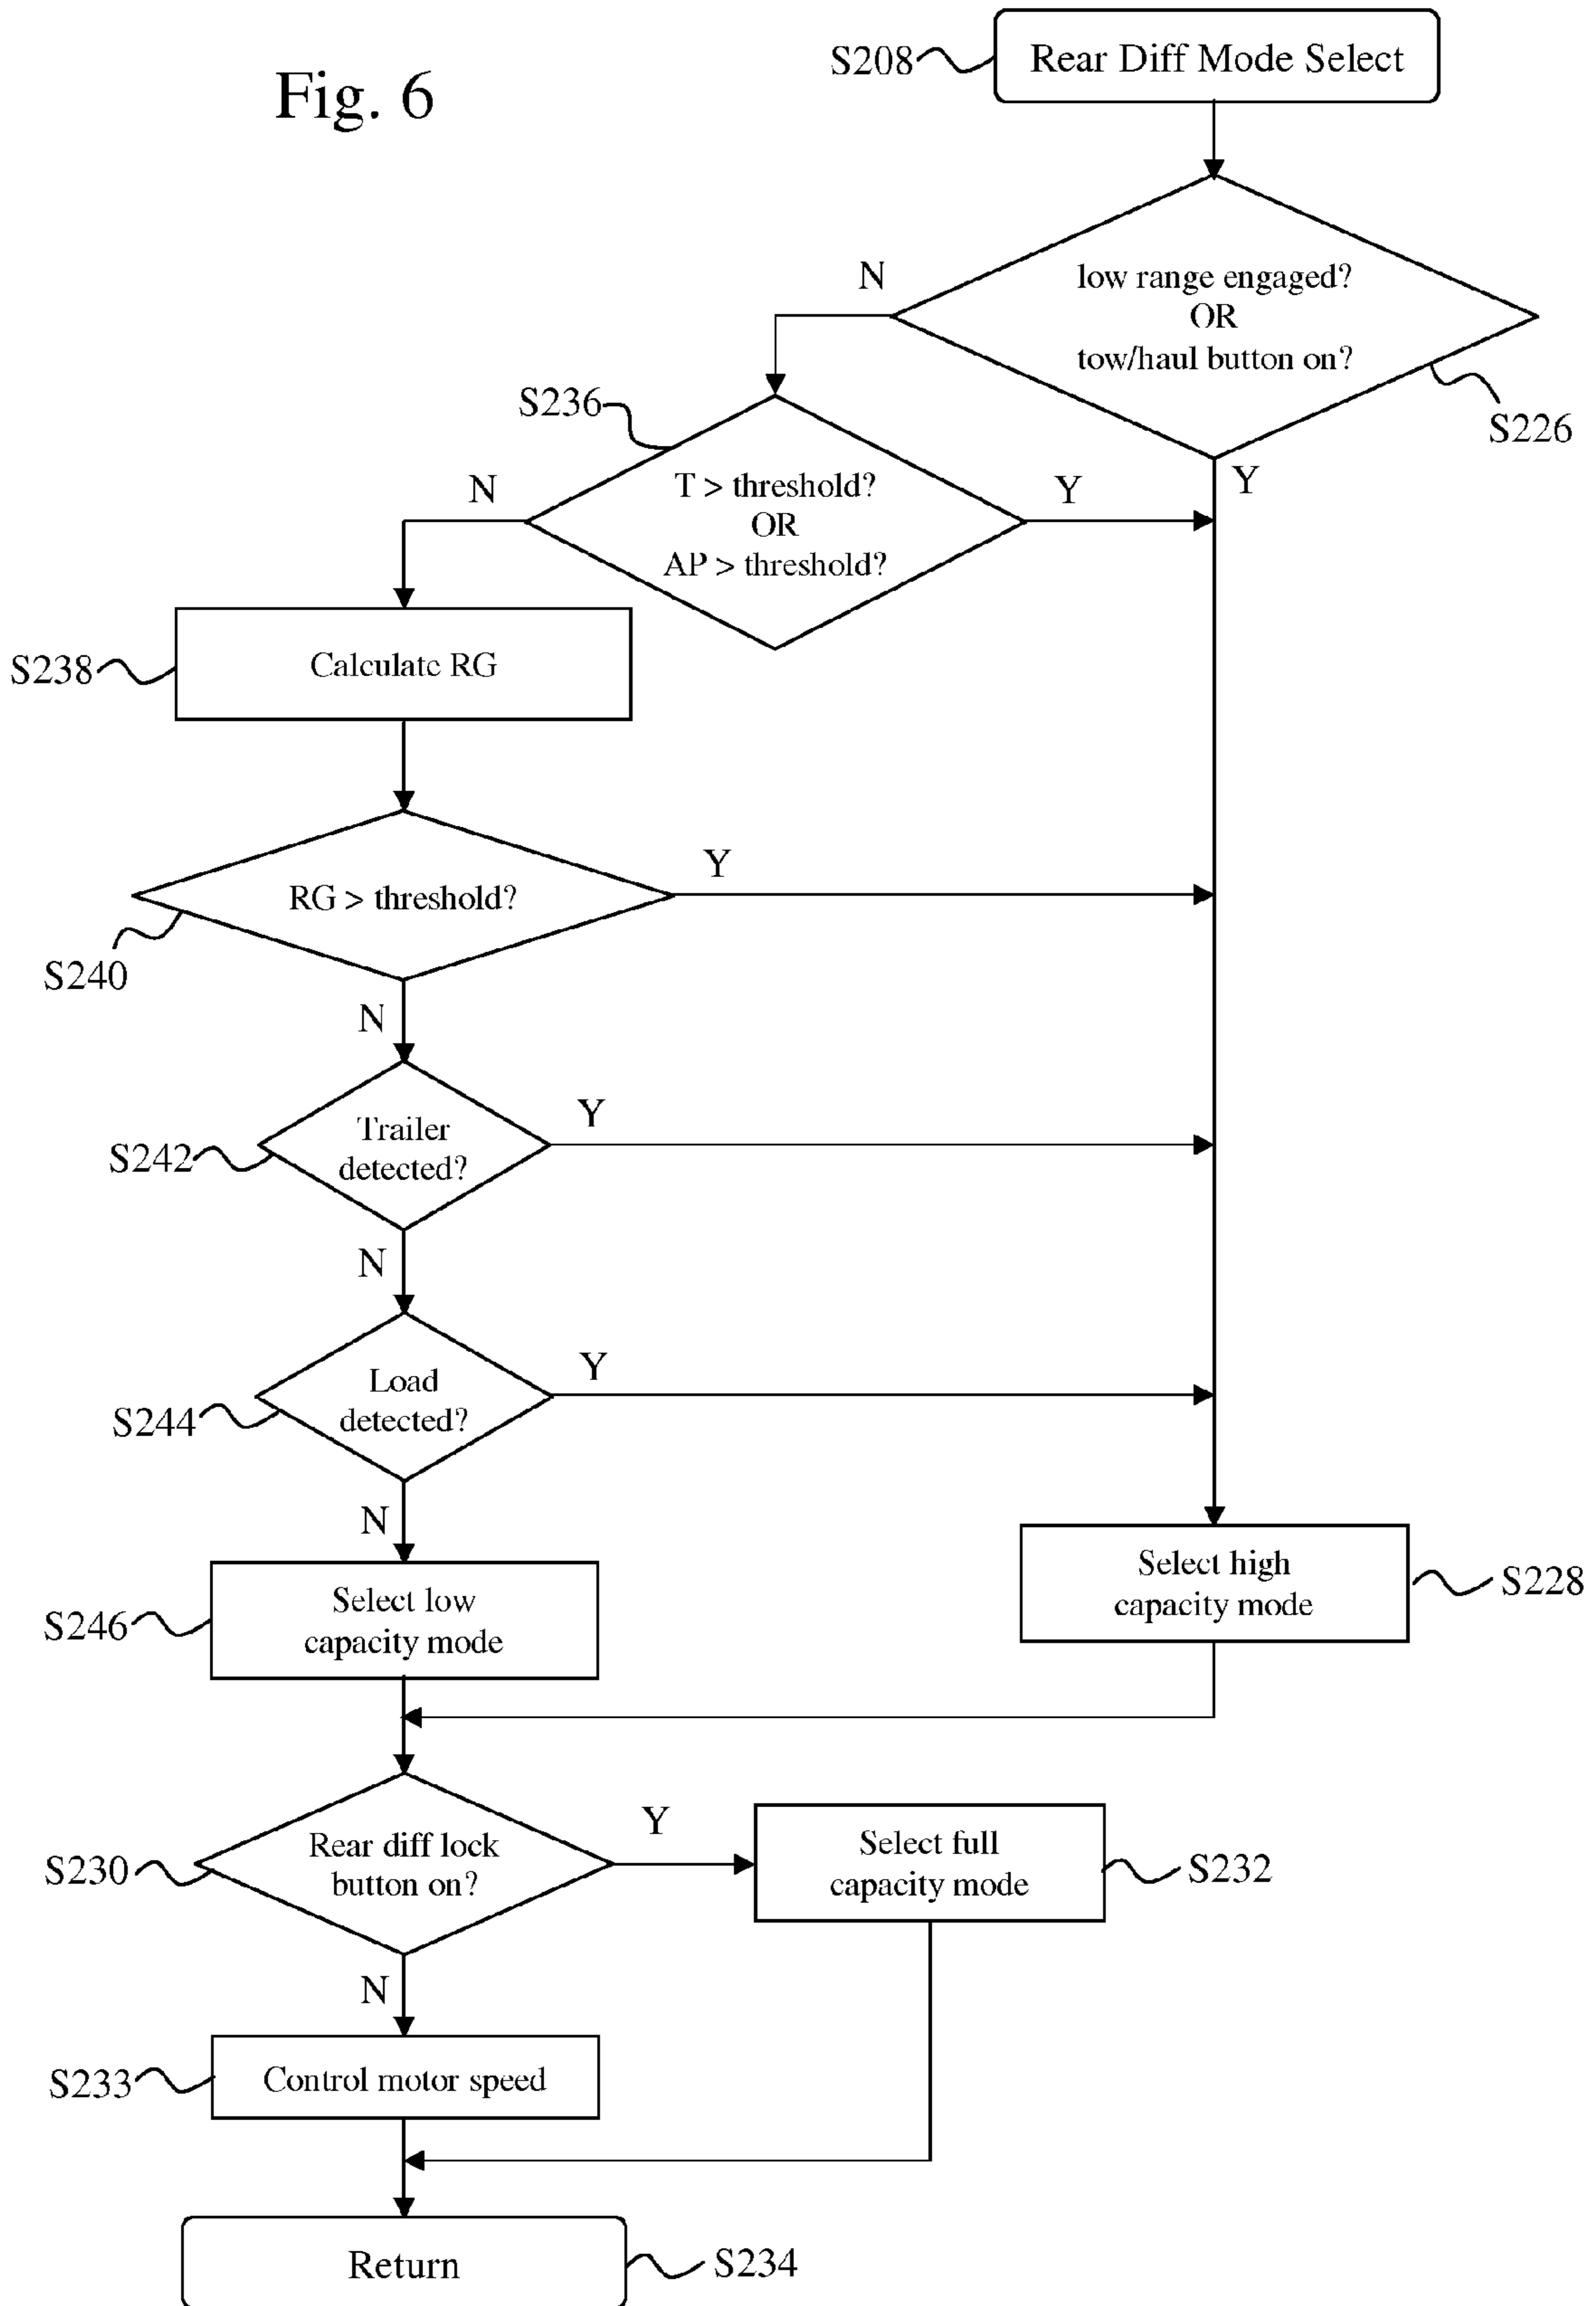 Fig. 6
S208
Rear Diff Mode Select
N
low range engaged?
OR
tow/haul button on?
S226
Y
S236
N
T > threshold?
OR
AP > threshold?
Y
S238
Calculate RG
Y
RG > threshold?
S240
N
Y
Trailer
detected?
S242
N
Y
Load
detected?
S244
N
Select high
capacity mode
S228
Select low
capacity mode
S246
Rear diff lock
button on?
S230
Y
Select full
capacity mode
S232
N
S233
Control motor speed
Return
S234